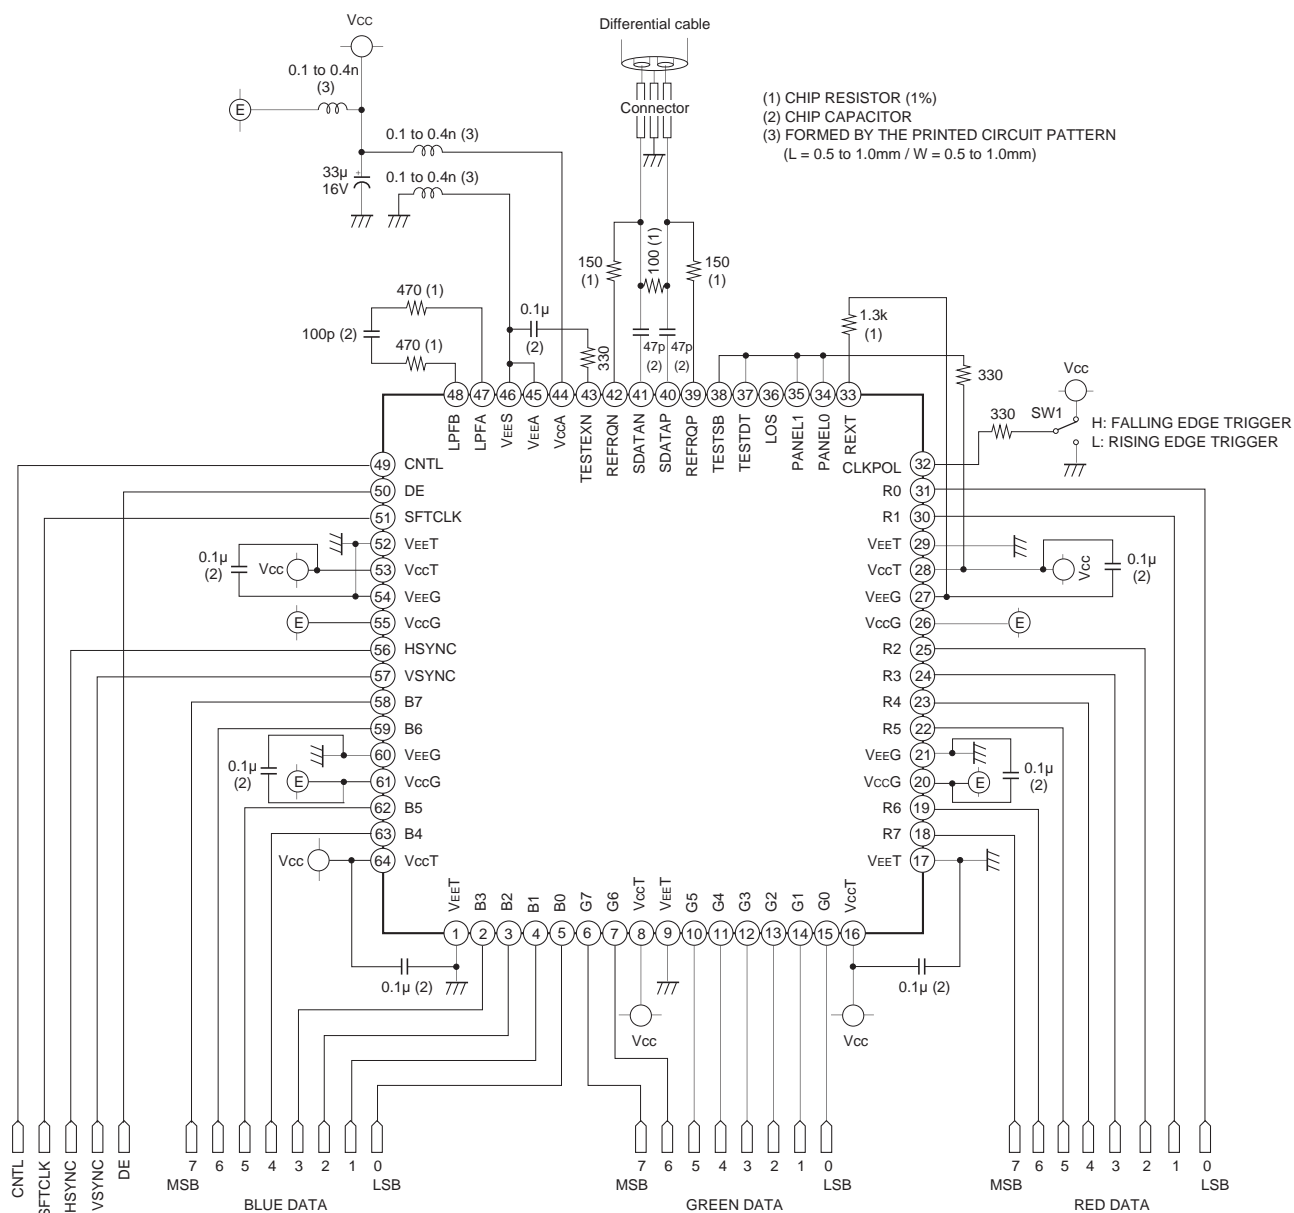 Vcc
Differential cable
0.1 to 0.4n
(3)
E
Connector
(1) CHIP RESISTOR (1%)
(2) CHIP CAPACITOR
(3) FORMED BY THE PRINTED CIRCUIT PATTERN
(L = 0.5 to 1.0mm / W = 0.5 to 1.0mm)
0.1 to 0.4n (3)
33µ
16V
+
0.1 to 0.4n (3)
150
(1)
100 (1)
150
(1)
470 (1)
100p (2)
470 (1)
0.1µ
(2)
330
47p
(2)
47p
(2)
1.3k
(1)
330
Vcc
330
SW1
H: FALLING EDGE TRIGGER
L: RISING EDGE TRIGGER
48 47 46 45 44 43 42 41 40 39 38 37 36 35 34 33
LPFB
LPFA
VEES
VEEA
VccA
TESTEXN
REFRQN
SDATAN
SDATAP
REFRQP
TESTSB
TESTDT
LOS
PANEL1
PANEL0
REXT
49 CNTL
50 DE
51 SFTCLK
52 VEET
53 VccT
54 VEEG
55 VccG
56 HSYNC
57 VSYNC
58 B7
59 B6
60 VEEG
61 VccG
62 B5
63 B4
64 VccT
0.1µ
(2)
Vcc
E
0.1µ
(2)
E
Vcc
CLKPOL 32
R0 31
R1 30
VEET 29
VccT 28
VEEG 27
VccG 26
R2 25
R3 24
R4 23
R5 22
VEEG 21
VccG 20
R6 19
R7 18
VEET 17
Vcc
0.1µ
(2)
E
E
0.1µ
(2)
VEET
B3
B2
B1
B0
G7
G6
VccT
VEET
G5
G4
G3
G2
G1
G0
VccT
1 2 3 4 5 6 7 8 9 10 11 12 13 14 15 16
0.1µ (2)
0.1µ (2)
Vcc
Vcc
CNTL
SFTCLK
HSYNC
VSYNC
DE
7 6 5 4 3 2 1 0
MSB LSB
BLUE DATA
7 6 5 4 3 2 1 0
MSB LSB
GREEN DATA
7 6 5 4 3 2 1 0
MSB LSB
RED DATA